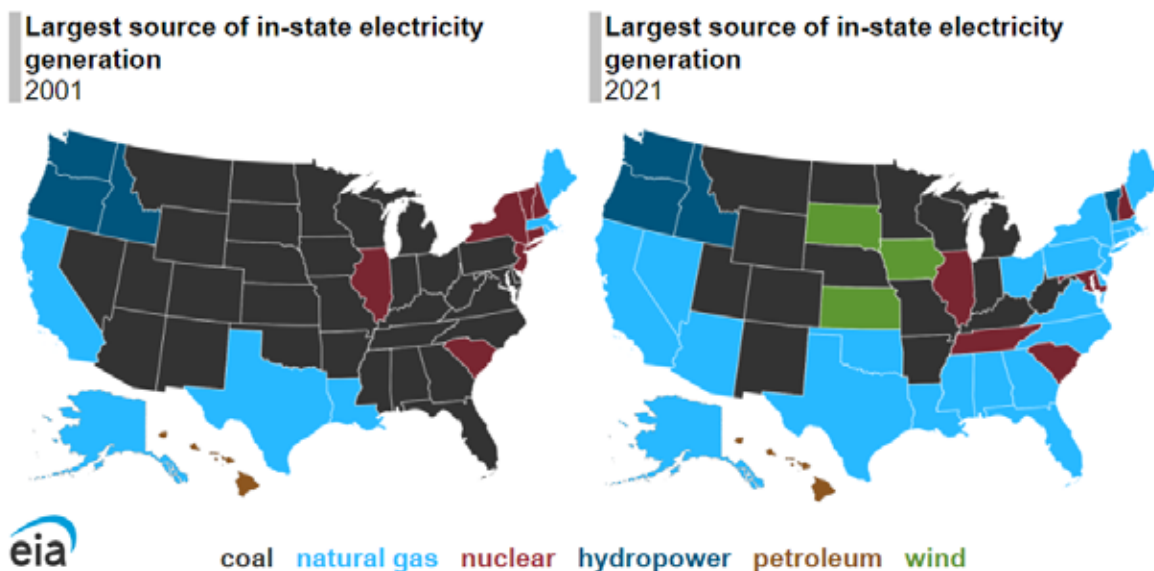 Largest source of in-state electricity
generation
2001
Largest source of in-state electricity
generation
2021
eia
coal natural gas nuclear hydropower petroleum wind